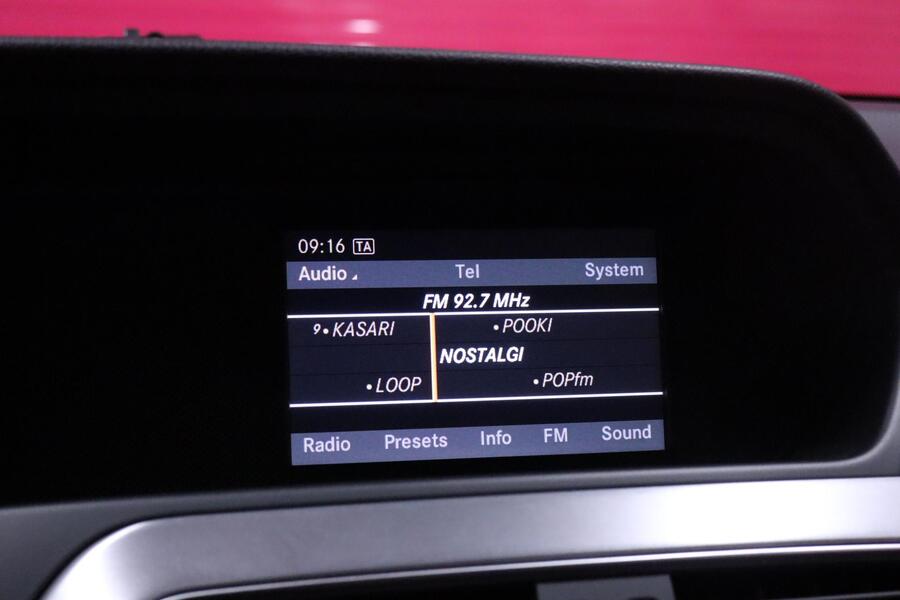 09:16 TA
Audio Tel System
FM 92.7 MHz
9•KASARI •POOKI
NOSTALGI
•LOOP •POPfm
Radio Presets Info FM Sound